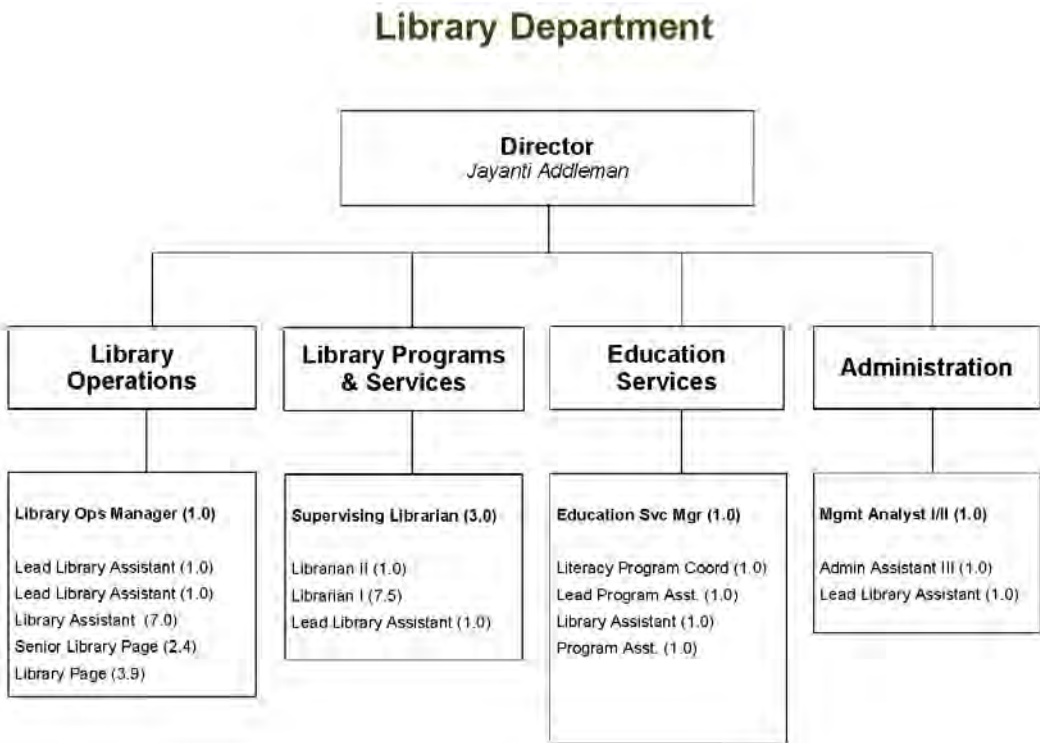 Library Department
Director
Jayanti Addleman
Library
Operations
Library Programs
& Services
Education
Services
Administration
Library Ops Manager (1.0)
Lead Library Assistant (1.0)
Lead Library Assistant (1.0)
Library Assistant (7.0)
Senior Library Page (2.4)
Library Page (3.9)
Supervising Librarian (3.0)
Librarian II (1.0)
Librarian I (7.5)
Lead Library Assistant (1.0)
Education Svc Mgr (1.0)
Literacy Program Coord (1.0)
Lead Program Asst. (1.0)
Library Assistant (1.0)
Program Asst. (1.0)
Mgmt Analyst I/II (1.0)
Admin Assistant III (1.0)
Lead Library Assistant (1.0)